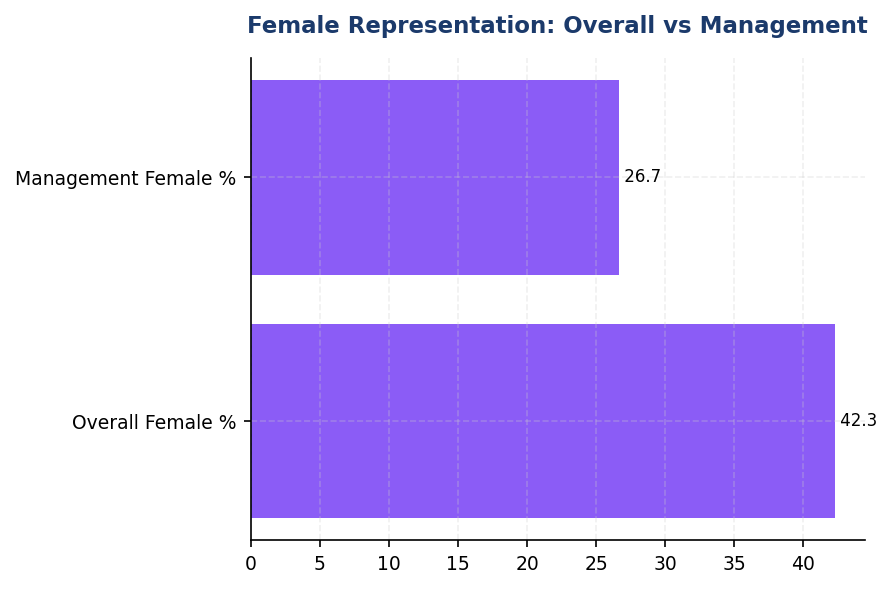 Female Representation: Overall vs Management
Management Female %
26.7
Overall Female %
42.3
0 5 10 15 20 25 30 35 40